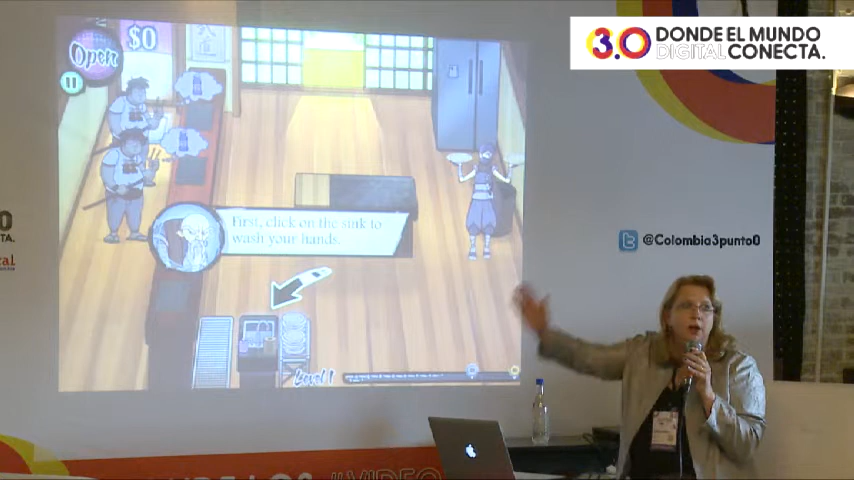 3.0 DONDE EL MUNDO
DIGITAL CONECTA.
Open
$0
First, click on the sink to
wash your hands.
@Colombia3punto0
Level 1